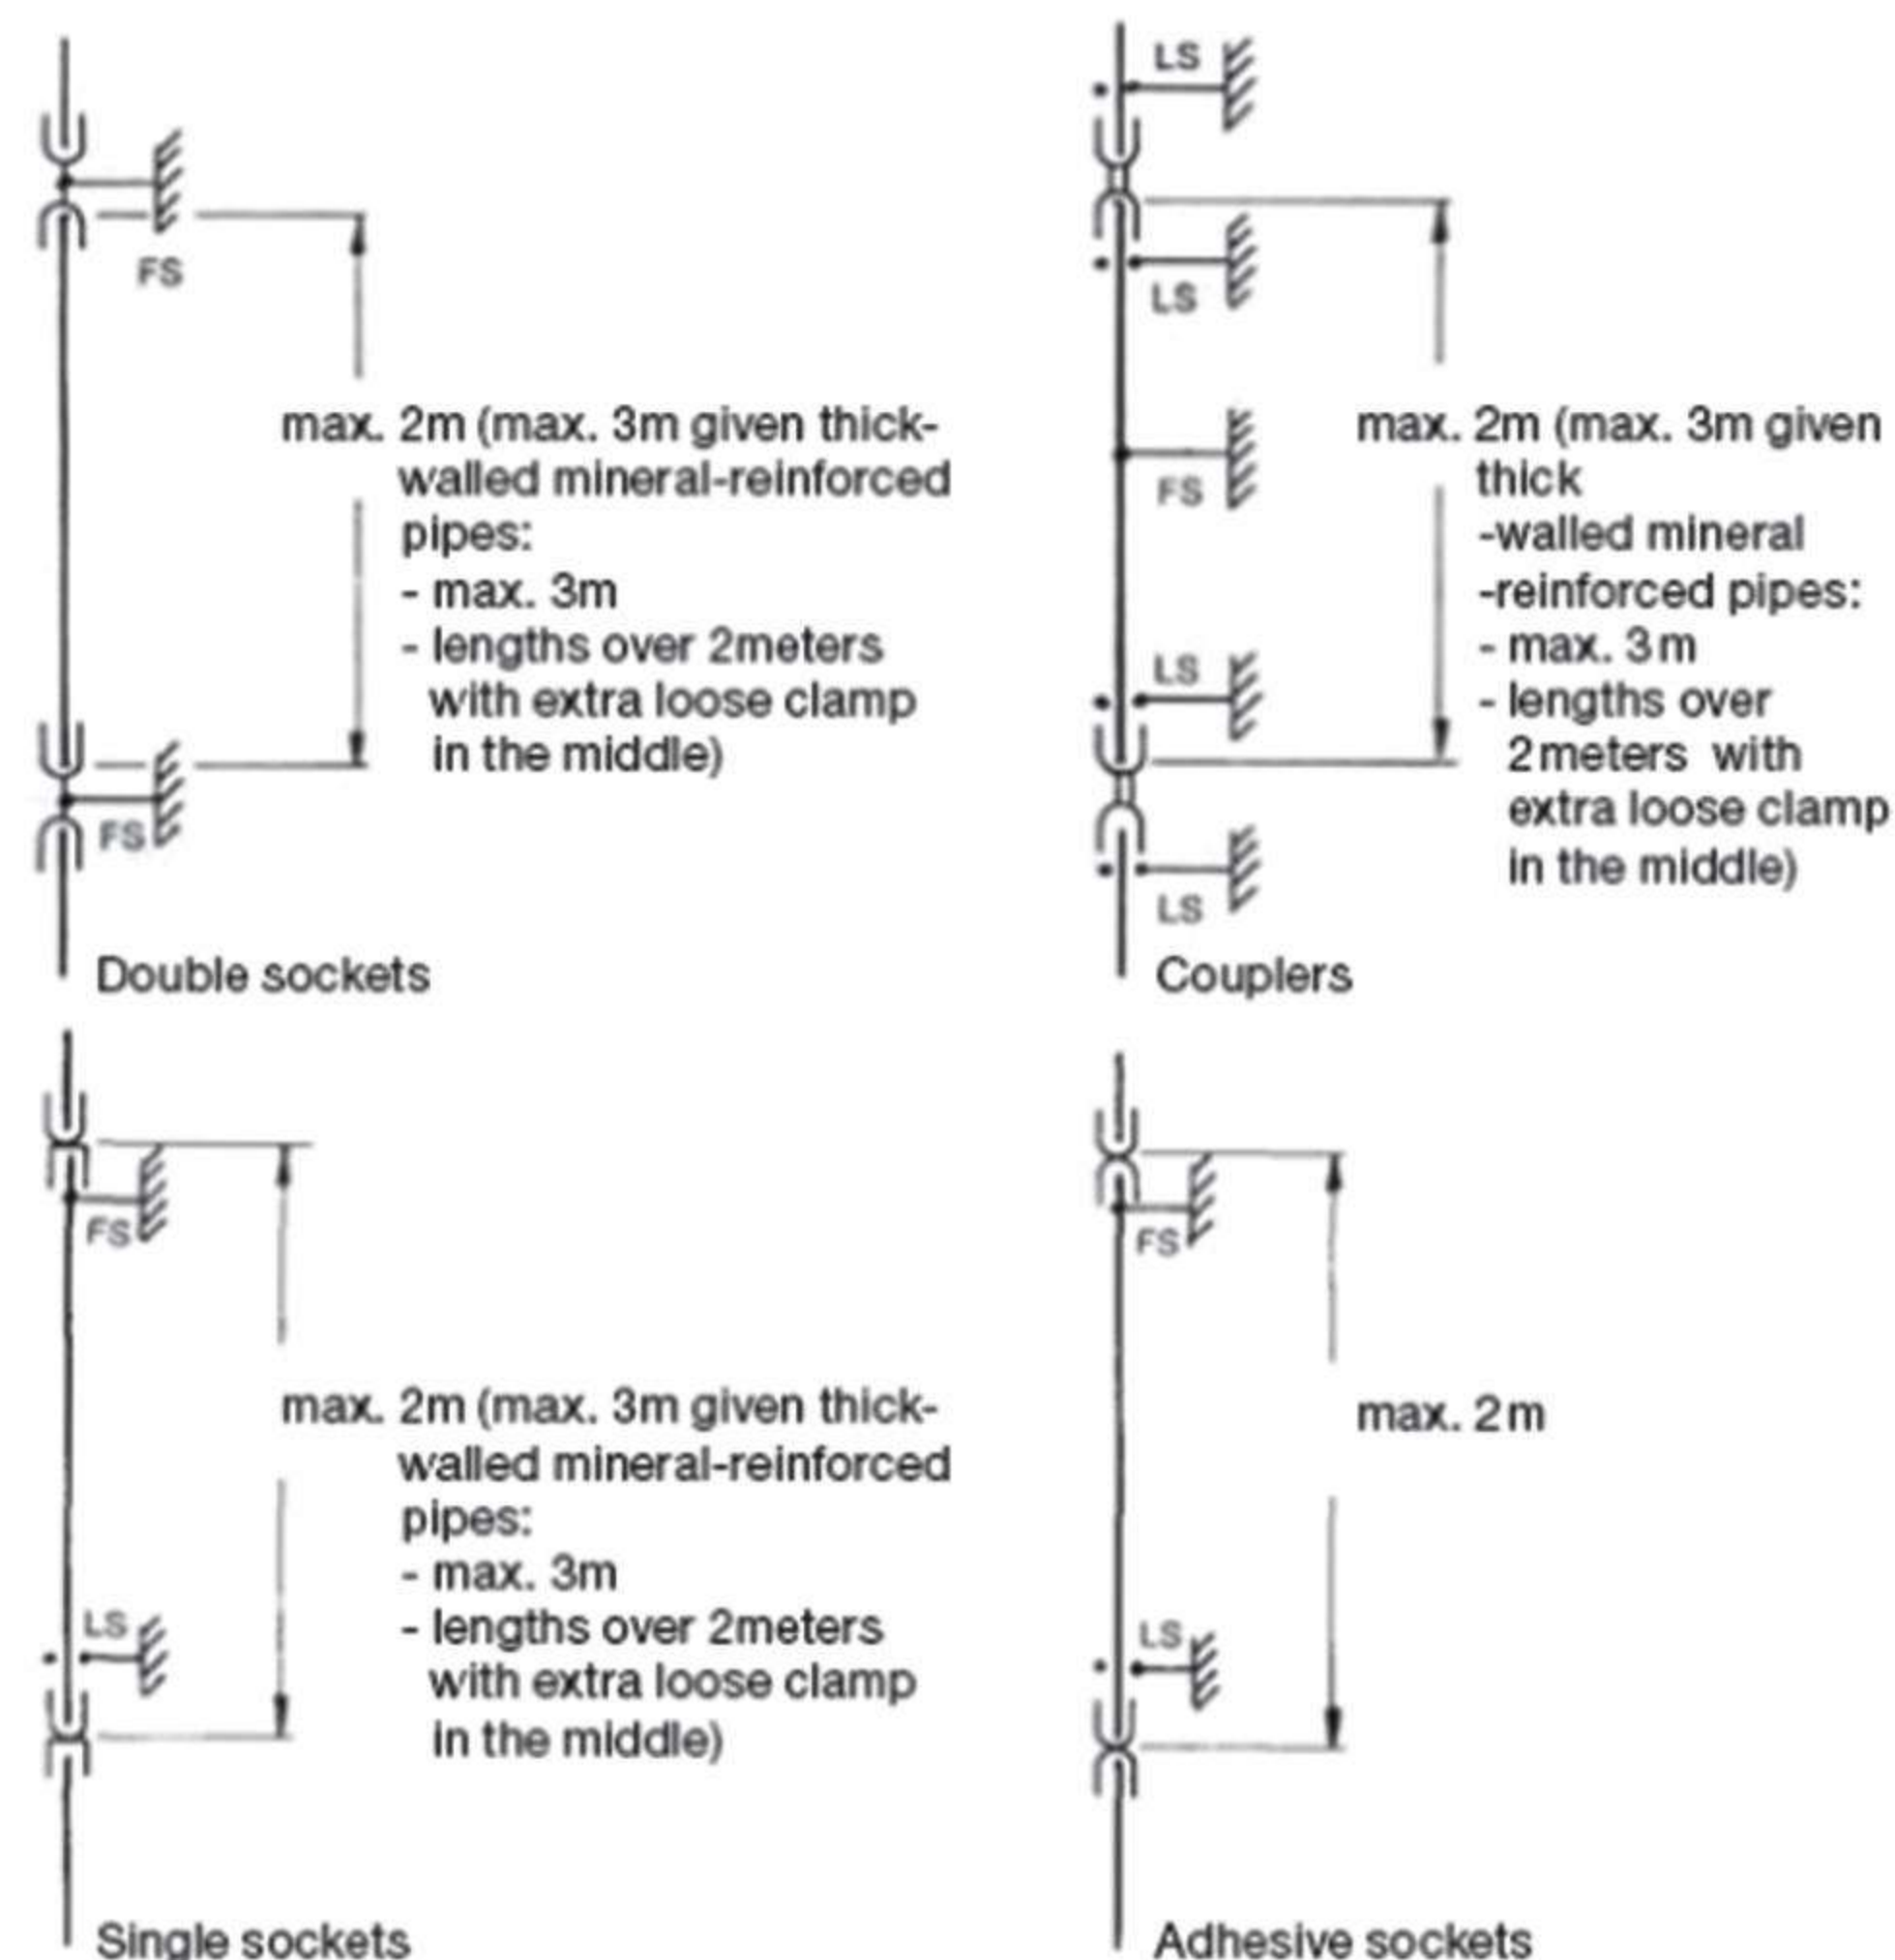 FS
max. 2m (max. 3m given thick-
walled mineral-reinforced
pipes:
- max. 3m
- lengths over 2meters
with extra loose clamp
in the middle)
FS
Double sockets
LS
LS
max. 2m (max. 3m given
thick
-walled mineral
-reinforced pipes:
- max. 3m
- lengths over
2meters with
extra loose clamp
in the middle)
FS
LS
LS
Couplers
FS
max. 2m (max. 3m given thick-
walled mineral-reinforced
pipes:
- max. 3m
- lengths over 2meters
with extra loose clamp
in the middle)
LS
Single sockets
FS
max. 2m
LS
Adhesive sockets